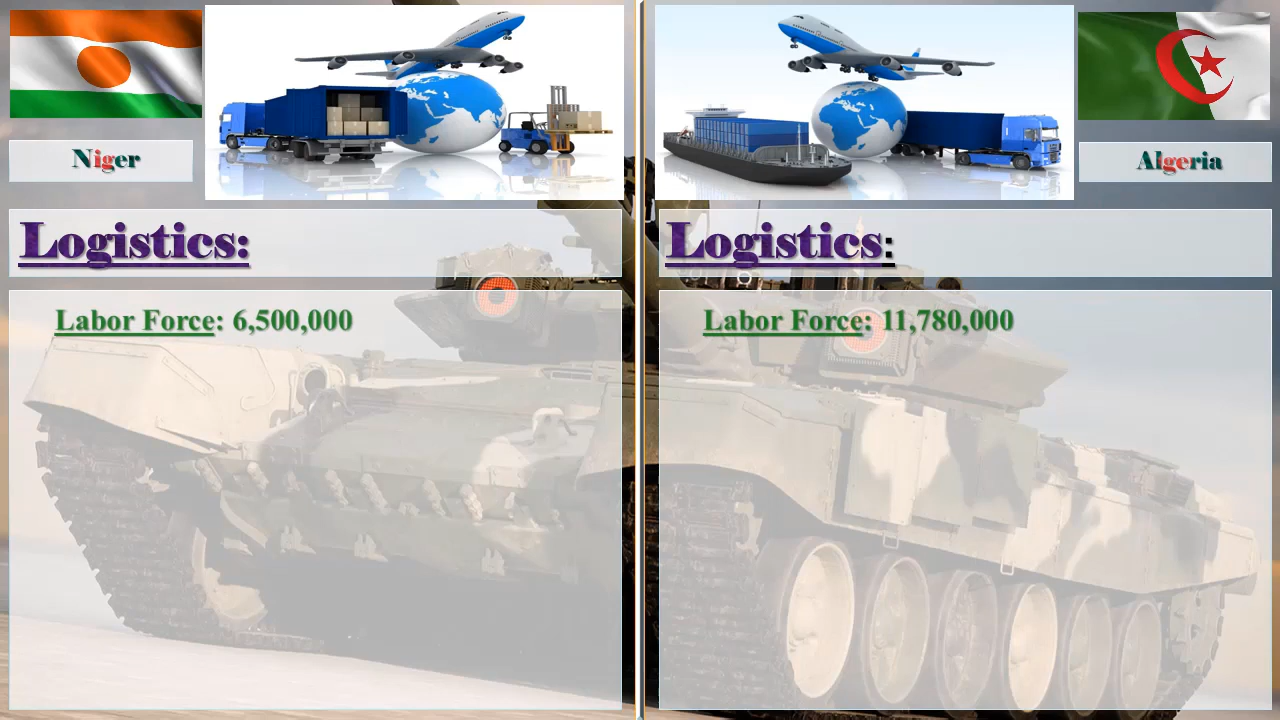 Niger
Algeria
Logistics:
Logistics:
Labor Force: 6,500,000
Labor Force: 11,780,000